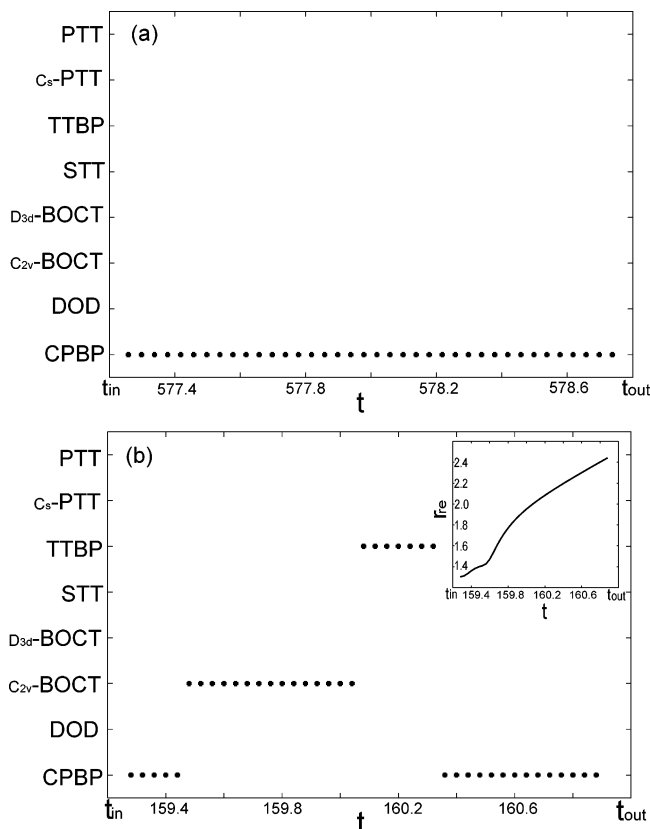 PTT
(a)
Cs-PTT
TTBP
STT
D3d-BOCT
C2v-BOCT
DOD
CPBP
tin 577.4 577.8 578.2 578.6 tout
t
PTT
(b)
Cs-PTT
TTBP
STT
D3d-BOCT
C2v-BOCT
DOD
CPBP
tin 159.4 159.8 160.2 160.6 tout
t
rre
2.4
2.0
1.8
1.6
1.4
tin 159.4 159.8 160.2 160.6 tout
t